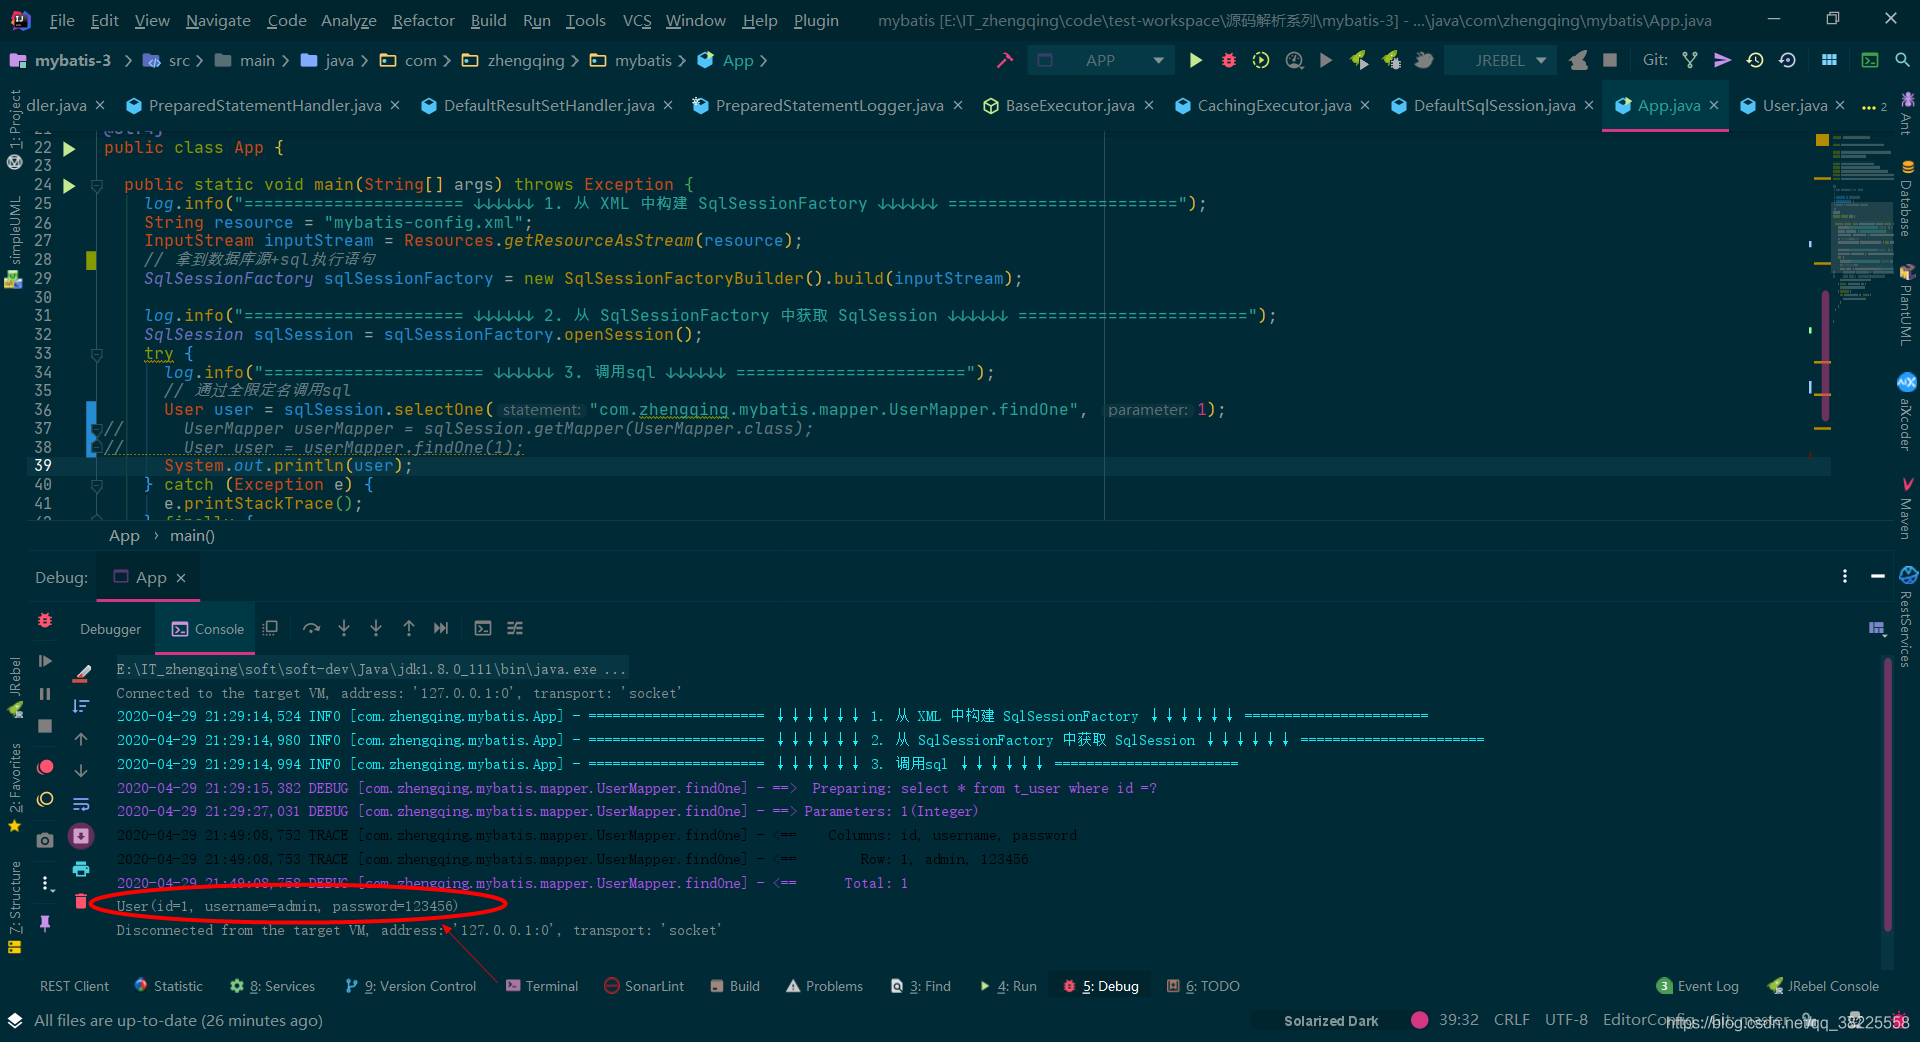 File Edit View Navigate Code Analyze Refactor Build Run Tools VCS Window Help Plugin mybatis [E:\IT_zhengqing\code\test-workspace\源码解析系列\mybatis-3] - ...\java\com\zhengqing\mybatis\App.java
mybatis-3 src main java com zhengqing mybatis App APP JREBEL Git:
dler.java PreparedStatementHandler.java DefaultResultSetHandler.java PreparedStatementLogger.java BaseExecutor.java CachingExecutor.java DefaultSqlSession.java App.java User.java 2
22 public class App {
23
24 public static void main(String[] args) throws Exception {
25 log.info("====================== ↓↓↓↓↓↓ 1. 从 XML 中构建 SqlSessionFactory ↓↓↓↓↓↓ =======================");
26 String resource = "mybatis-config.xml";
27 InputStream inputStream = Resources.getResourceAsStream(resource);
28 // 拿到数据库源+sql执行语句
29 SqlSessionFactory sqlSessionFactory = new SqlSessionFactoryBuilder().build(inputStream);
30
31 log.info("====================== ↓↓↓↓↓↓ 2. 从 SqlSessionFactory 中获取 SqlSession ↓↓↓↓↓↓ =======================");
32 SqlSession sqlSession = sqlSessionFactory.openSession();
33 try {
34 log.info("====================== ↓↓↓↓↓↓ 3. 调用sql ↓↓↓↓↓↓ =======================");
35 // 通过全限定名调用sql
36 User user = sqlSession.selectOne( statement: "com.zhengqing.mybatis.mapper.UserMapper.findOne", parameter: 1);
37 // UserMapper userMapper = sqlSession.getMapper(UserMapper.class);
38 // User user = userMapper.findOne(1);
39 System.out.println(user);
40 } catch (Exception e) {
41 e.printStackTrace();
App › main()
Debug: App
Debugger Console
E:\IT_zhengqing\soft\soft-dev\Java\jdk1.8.0_111\bin\java.exe ...
Connected to the target VM, address: '127.0.0.1:0', transport: 'socket'
2020-04-29 21:29:14,524 INFO [com.zhengqing.mybatis.App] - ====================== ↓↓↓↓↓↓ 1. 从 XML 中构建 SqlSessionFactory ↓↓↓↓↓↓ =======================
2020-04-29 21:29:14,980 INFO [com.zhengqing.mybatis.App] - ====================== ↓↓↓↓↓↓ 2. 从 SqlSessionFactory 中获取 SqlSession ↓↓↓↓↓↓ =======================
2020-04-29 21:29:14,994 INFO [com.zhengqing.mybatis.App] - ====================== ↓↓↓↓↓↓ 3. 调用sql ↓↓↓↓↓↓ =======================
2020-04-29 21:29:15,382 DEBUG [com.zhengqing.mybatis.mapper.UserMapper.findOne] - ==> Preparing: select * from t_user where id =?
2020-04-29 21:29:27,031 DEBUG [com.zhengqing.mybatis.mapper.UserMapper.findOne] - ==> Parameters: 1(Integer)
2020-04-29 21:49:08,752 TRACE [com.zhengqing.mybatis.mapper.UserMapper.findOne] - <== Columns: id, username, password
2020-04-29 21:49:08,753 TRACE [com.zhengqing.mybatis.mapper.UserMapper.findOne] - <== Row: 1, admin, 123456
2020-04-29 21:49:08,758 DEBUG [com.zhengqing.mybatis.mapper.UserMapper.findOne] - <== Total: 1
User(id=1, username=admin, password=123456)
Disconnected from the target VM, address: '127.0.0.1:0', transport: 'socket'
REST Client Statistic 8: Services 9: Version Control Terminal SonarLint Build Problems 3: Find 4: Run 5: Debug 6: TODO 3 Event Log JRebel Console
All files are up-to-date (26 minutes ago) Solarized Dark 39:32 CRLF UTF-8 EditorConfig Git: master
https://blog.csdn.net/qq_38225558
1: Project
simpleUML
JRebel
2: Favorites
7: Structure
Ant
Database
PlantUML
aiXcoder
Maven
RestServices